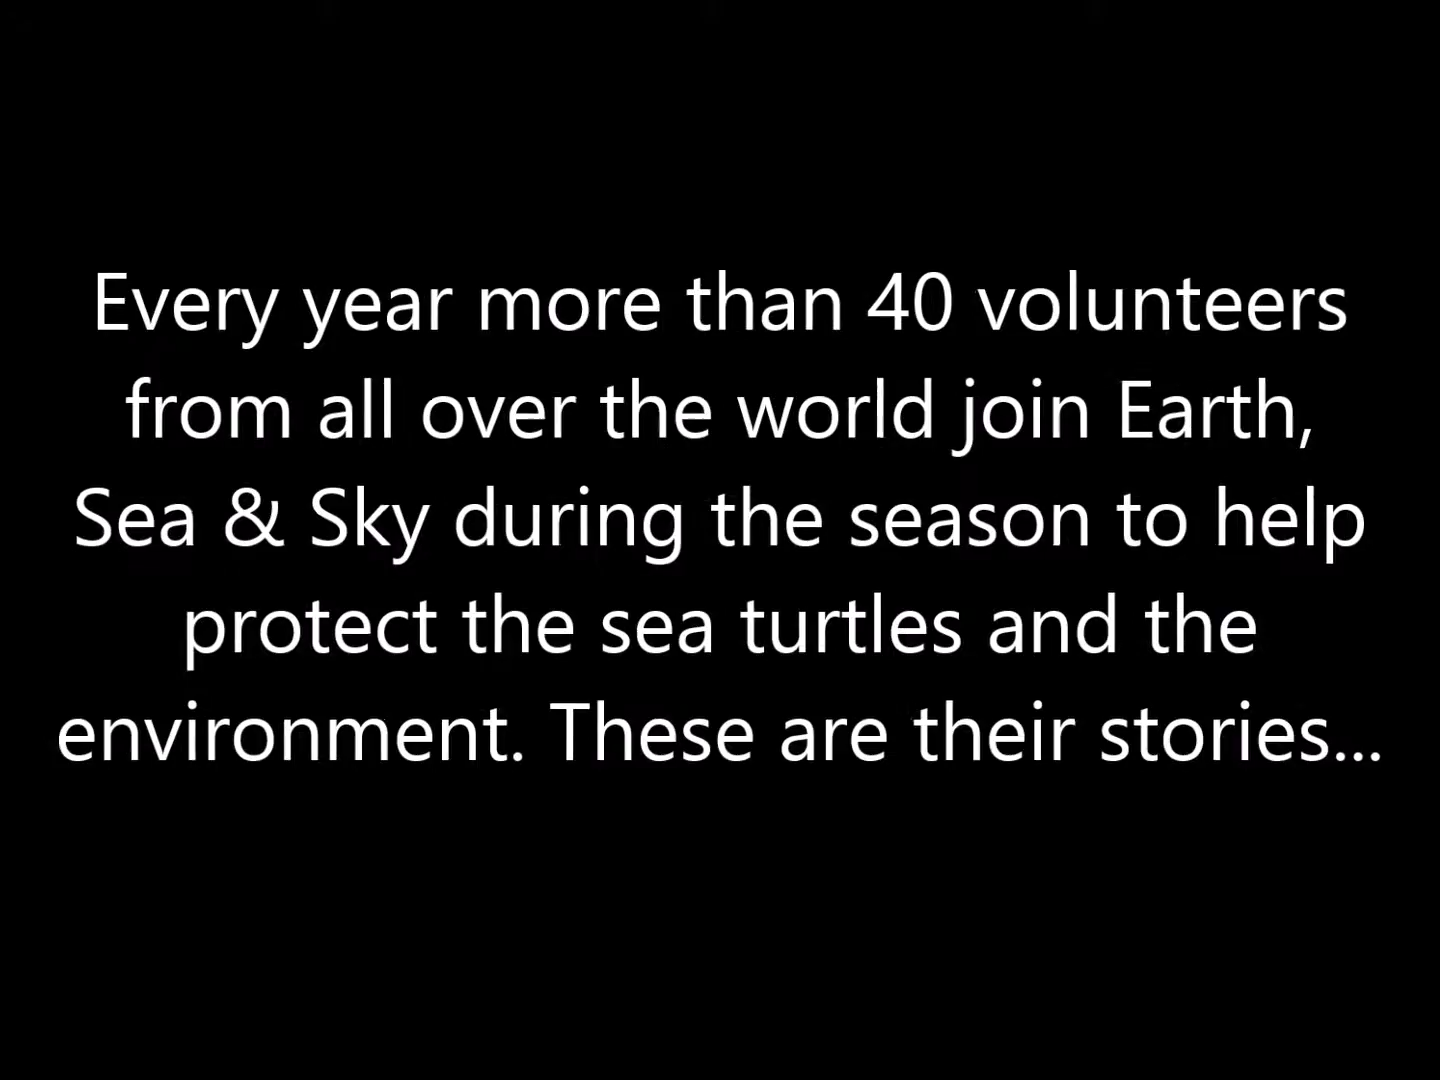 Every year more than 40 volunteers
from all over the world join Earth,
Sea & Sky during the season to help
protect the sea turtles and the
environment. These are their stories...